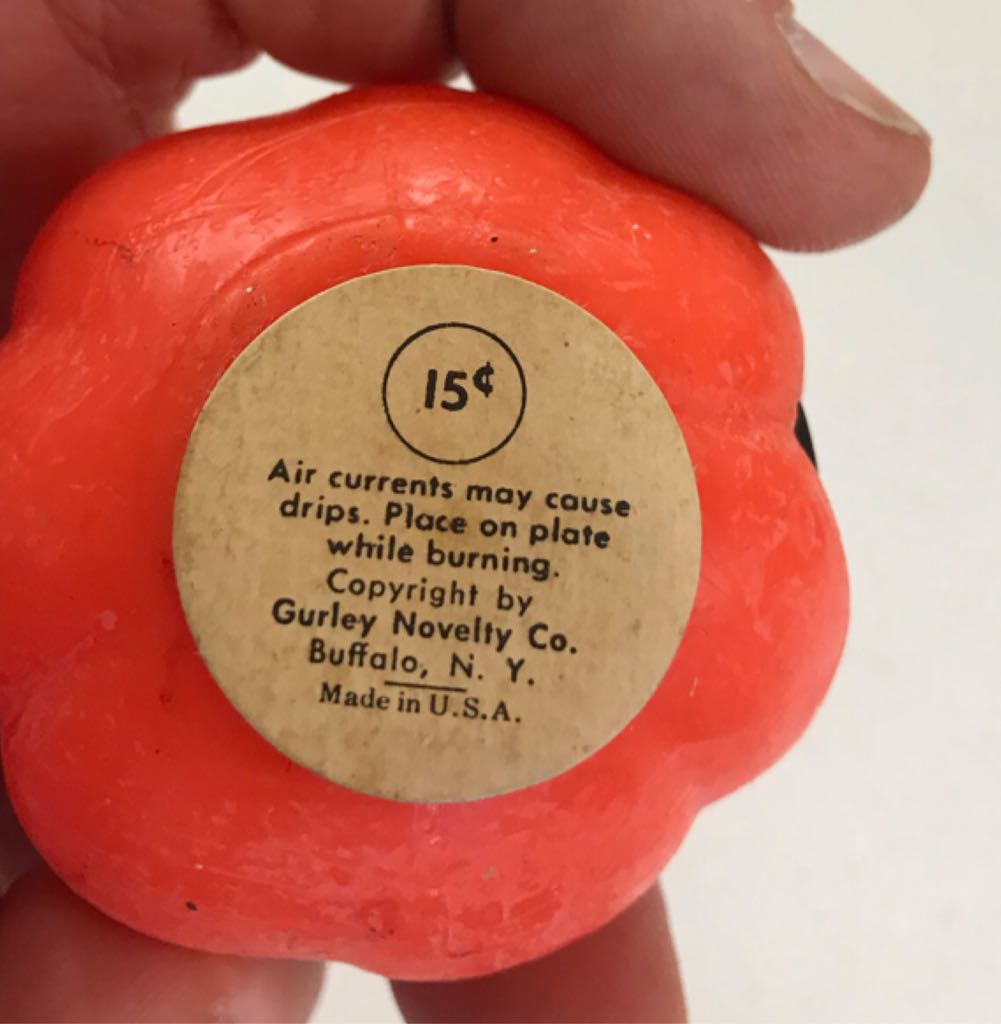 15¢
Air currents may cause
drips. Place on plate
while burning.
Copyright by
Gurley Novelty Co.
Buffalo, N. Y.
Made in U.S.A.